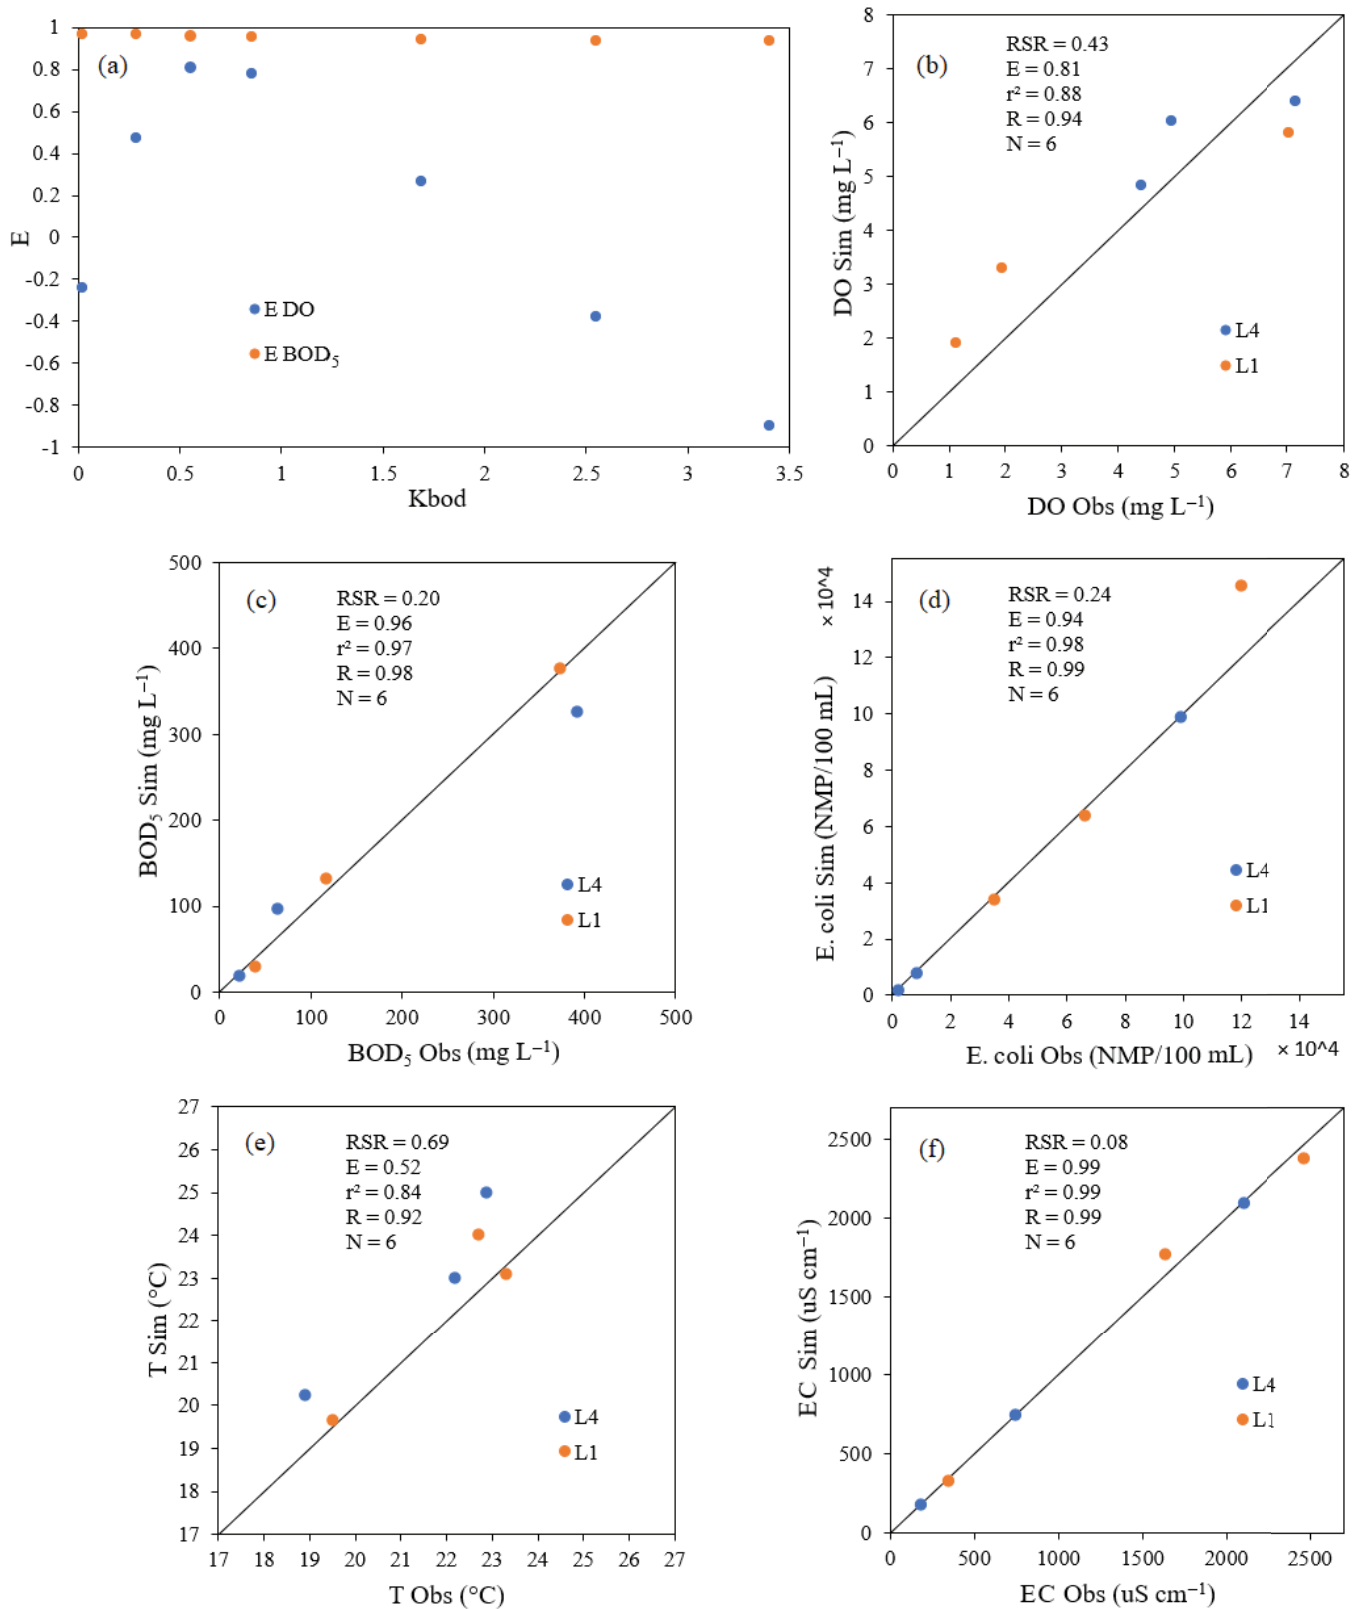 (a)
1
0.8
0.6
0.4
0.2
0
-0.2
-0.4
-0.6
-0.8
-1
E
E DO
E BOD₅
0 0.5 1 1.5 2 2.5 3 3.5
Kbod
(b)
RSR = 0.43
E = 0.81
r² = 0.88
R = 0.94
N = 6
8
7
6
5
4
3
2
1
0
DO Sim (mg L⁻¹)
L4
L1
0 1 2 3 4 5 6 7 8
DO Obs (mg L⁻¹)
(c)
RSR = 0.20
E = 0.96
r² = 0.97
R = 0.98
N = 6
500
400
300
200
100
0
BOD₅ Sim (mg L⁻¹)
L4
L1
0 100 200 300 400 500
BOD₅ Obs (mg L⁻¹)
(d)
RSR = 0.24
E = 0.94
r² = 0.98
R = 0.99
N = 6
× 10^4
14
12
10
8
6
4
2
0
E. coli Sim (NMP/100 mL)
L4
L1
0 2 4 6 8 10 12 14
E. coli Obs (NMP/100 mL) × 10^4
(e)
RSR = 0.69
E = 0.52
r² = 0.84
R = 0.92
N = 6
27
26
25
24
23
22
21
20
19
18
17
T Sim (°C)
L4
L1
17 18 19 20 21 22 23 24 25 26 27
T Obs (°C)
(f)
RSR = 0.08
E = 0.99
r² = 0.99
R = 0.99
N = 6
2500
2000
1500
1000
500
0
EC Sim (uS cm⁻¹)
L4
L1
0 500 1000 1500 2000 2500
EC Obs (uS cm⁻¹)